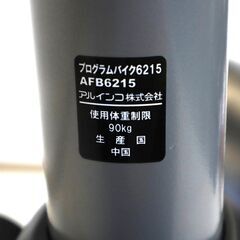 プログラムバイク6215
AFB6215
アルインコ株式会社
使用体重制限
90kg
生産国
中国